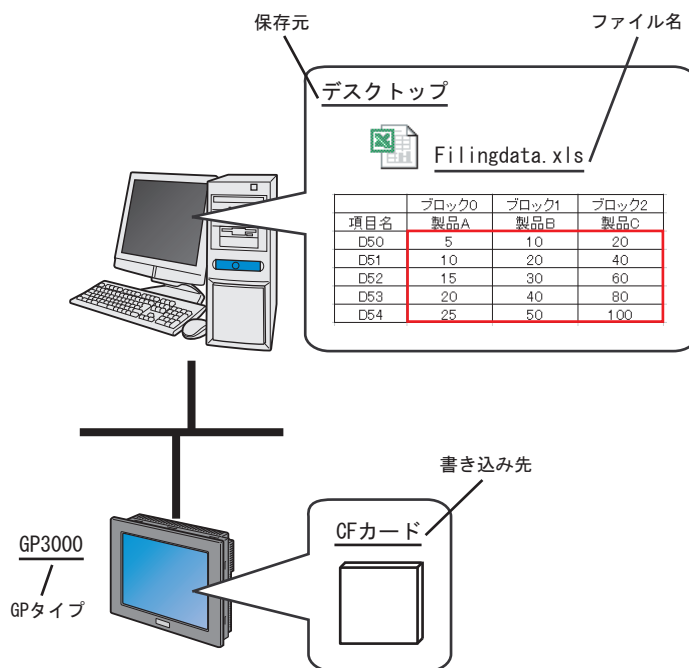 保存元
ファイル名
デスクトップ
Filingdata.xls
ブロック0 ブロック1 ブロック2
項目名 製品A 製品B 製品C
D50 5 10 20
D51 10 20 40
D52 15 30 60
D53 20 40 80
D54 25 50 100
書き込み先
CFカード
GP3000
GPタイプ